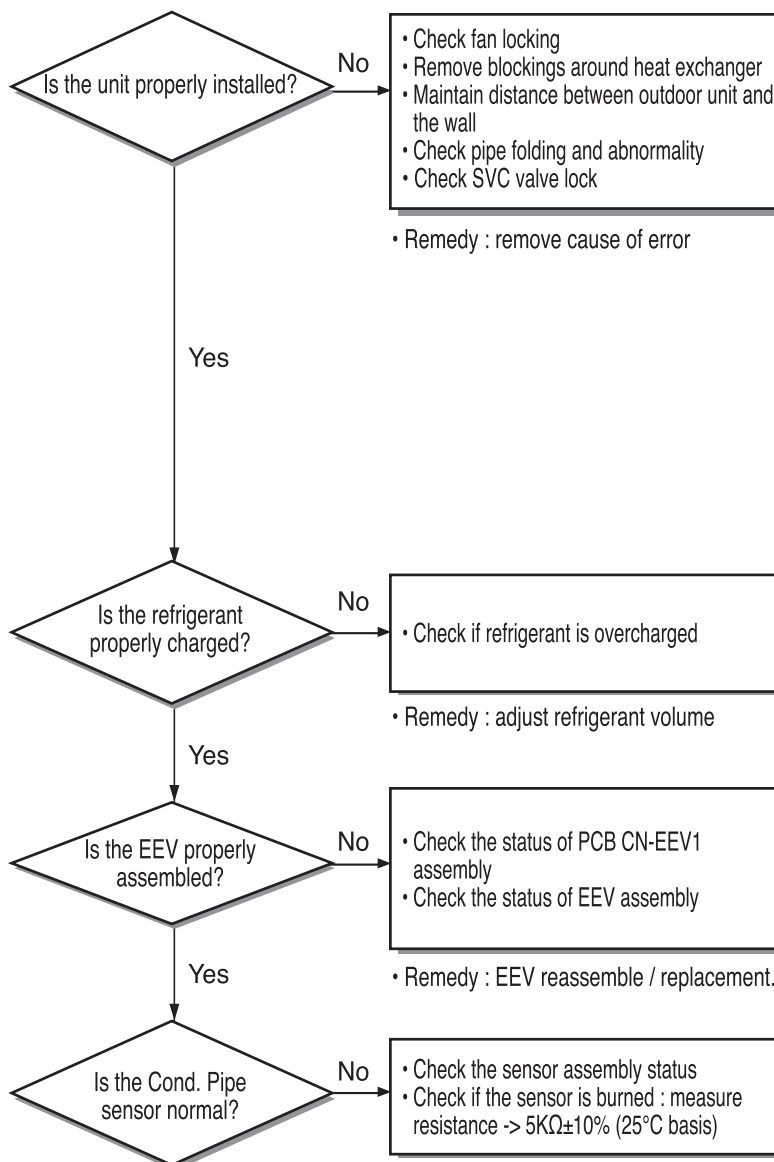 Is the unit properly installed?
No
• Check fan locking
• Remove blockings around heat exchanger
• Maintain distance between outdoor unit and
the wall
• Check pipe folding and abnormality
• Check SVC valve lock
• Remedy : remove cause of error
Yes
Is the refrigerant
properly charged?
No
• Check if refrigerant is overcharged
• Remedy : adjust refrigerant volume
Yes
Is the EEV properly
assembled?
No
• Check the status of PCB CN-EEV1
assembly
• Check the status of EEV assembly
• Remedy : EEV reassemble / replacement.
Yes
Is the Cond. Pipe
sensor normal?
No
• Check the sensor assembly status
• Check if the sensor is burned : measure
resistance -> 5KΩ±10% (25°C basis)